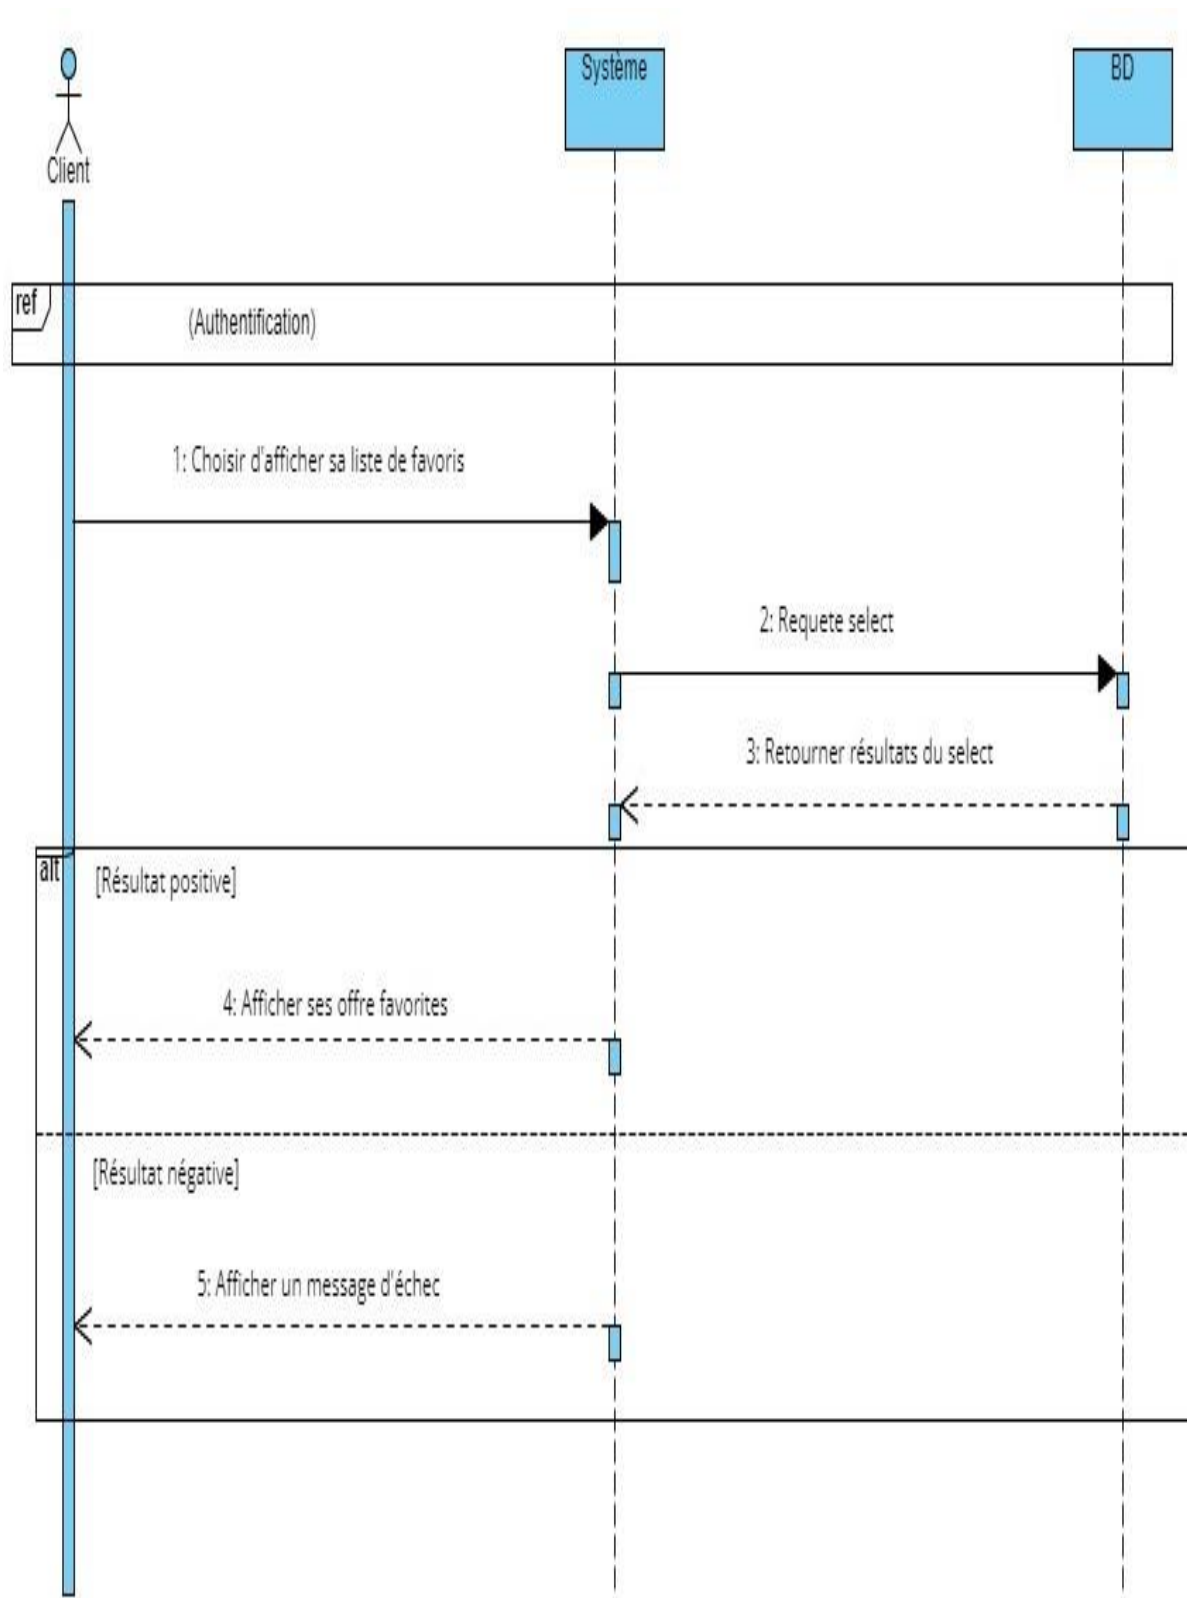 Système
BD
Client
ref
(Authentification)
1: Choisir d'afficher sa liste de favoris
2: Requete select
3: Retourner résultats du select
alt
[Résultat positive]
4: Afficher ses offre favorites
[Résultat négative]
5: Afficher un message d'échec